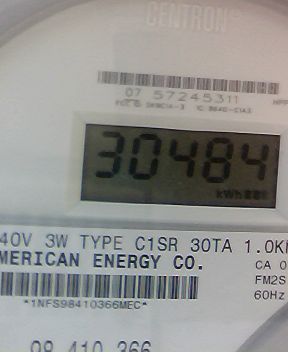 CENTRON®
07 57245311
30484
kWh
40V 3W TYPE C1SR 30TA 1.0K
MERICAN ENERGY CO.
CA 0
FM2S
60Hz
*1NFS98410366MEC*
98 410 366